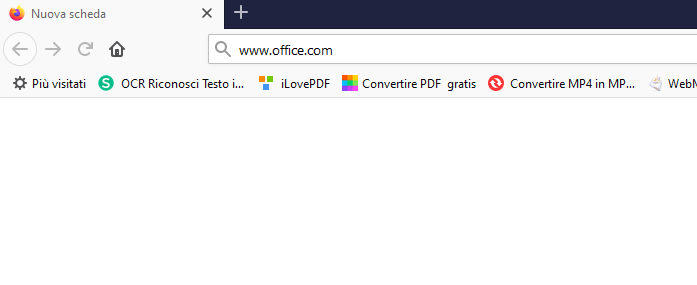 Nuova scheda
www.office.com
Più visitati OCR Riconosci Testo i... iLovePDF Convertire PDF gratis Convertire MP4 in MP... WebM